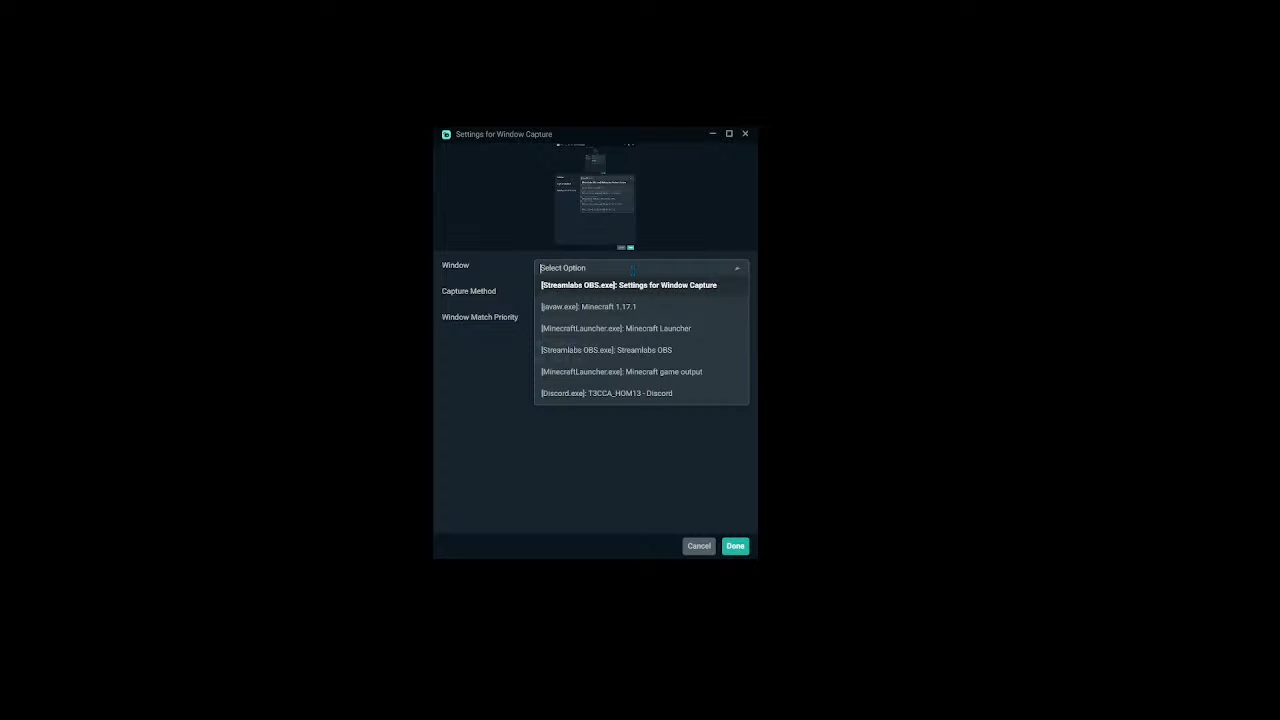 Settings for Window Capture
Window
Select Option
[Streamlabs OBS.exe]: Settings for Window Capture
Capture Method
[javaw.exe]: Minecraft 1.17.1
Window Match Priority
[MinecraftLauncher.exe]: Minecraft Launcher
[Streamlabs OBS.exe]: Streamlabs OBS
[MinecraftLauncher.exe]: Minecraft game output
[Discord.exe]: T3CCA_HOM13 - Discord
Cancel
Done